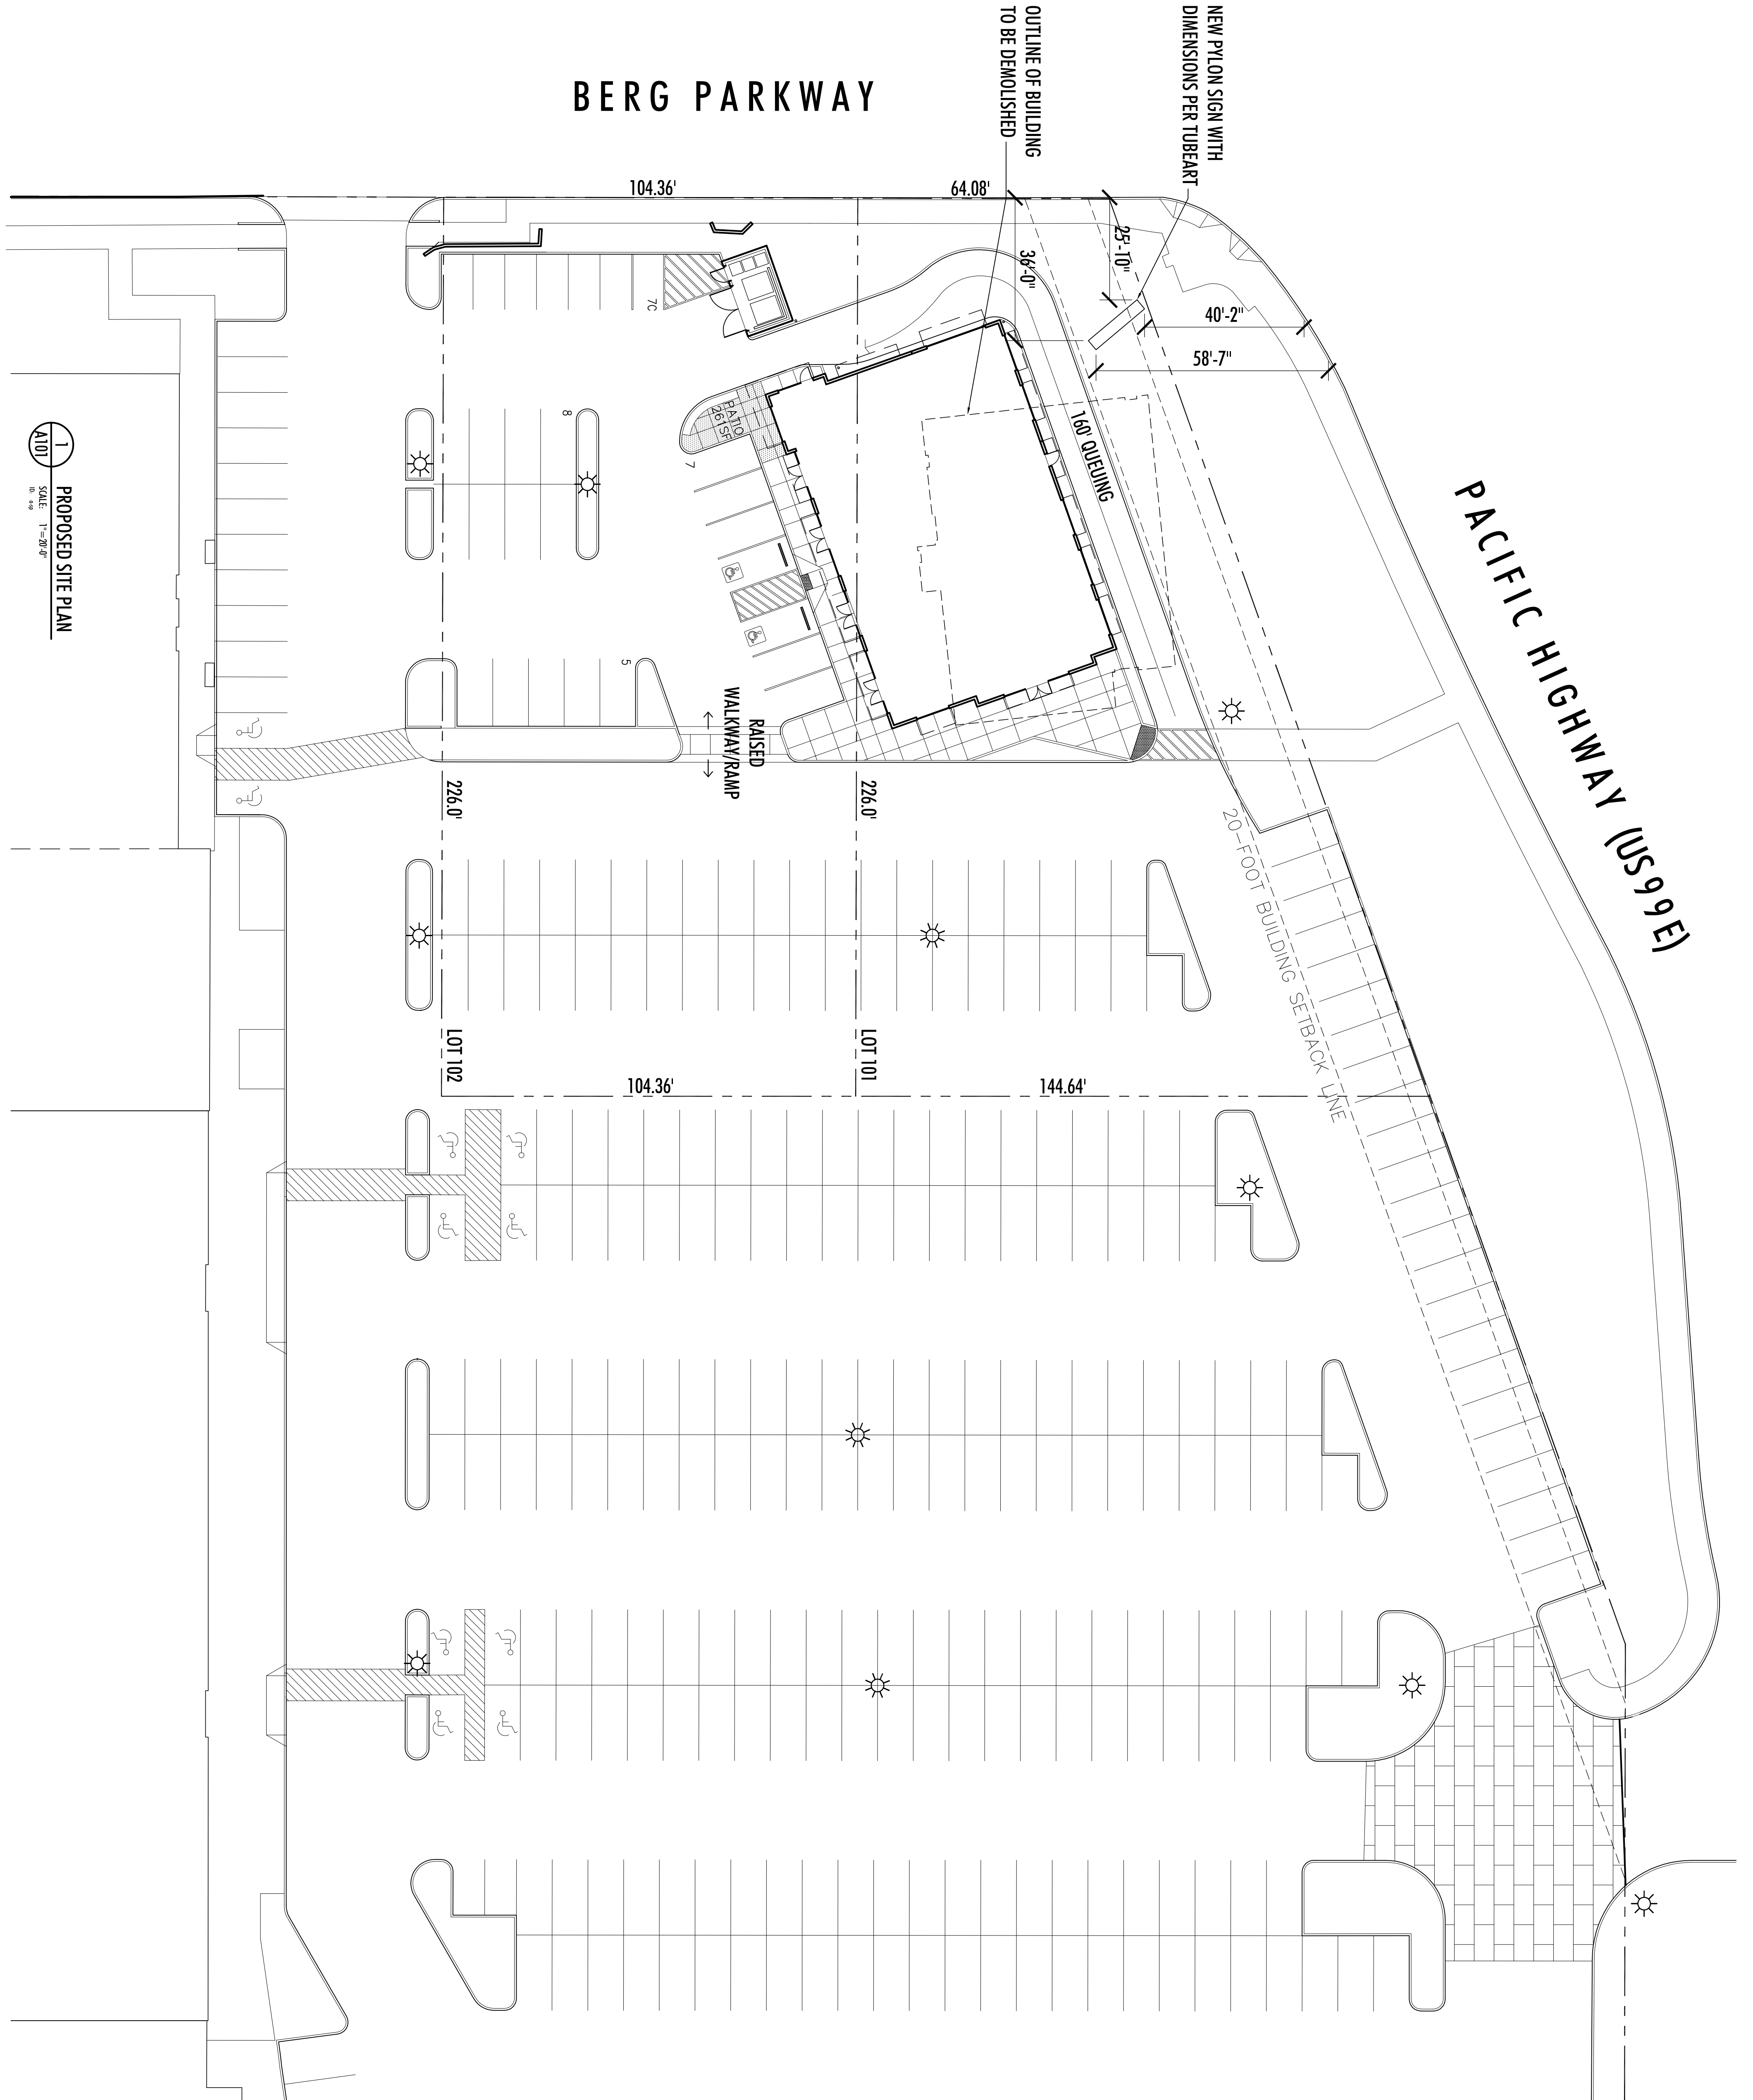 BERG PARKWAY
NEW PYLON SIGN WITH
DIMENSIONS PER TUBEART
OUTLINE OF BUILDING
TO BE DEMOLISHED
PACIFIC HIGHWAY (US99E)
104.36'
64.08'
25'-10"
36'-0"
40'-2"
58'-7"
160' QUEUING
7C
8
PATIO
261SF
7
5
RAISED
WALKWAY/RAMP
226.0'
226.0'
20-FOOT BUILDING SETBACK LINE
LOT 102
LOT 101
104.36'
144.64'
1
A101
PROPOSED SITE PLAN
SCALE: 1"=20'-0"